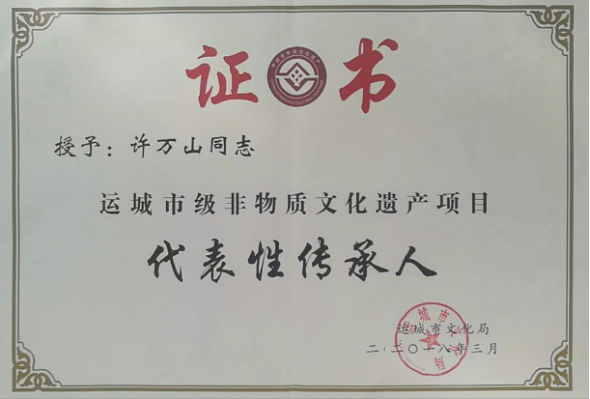 证书
授予：许万山同志
运城市级非物质文化遗产项目
代表性传承人
运城市文化局
二·二〇一八年三月